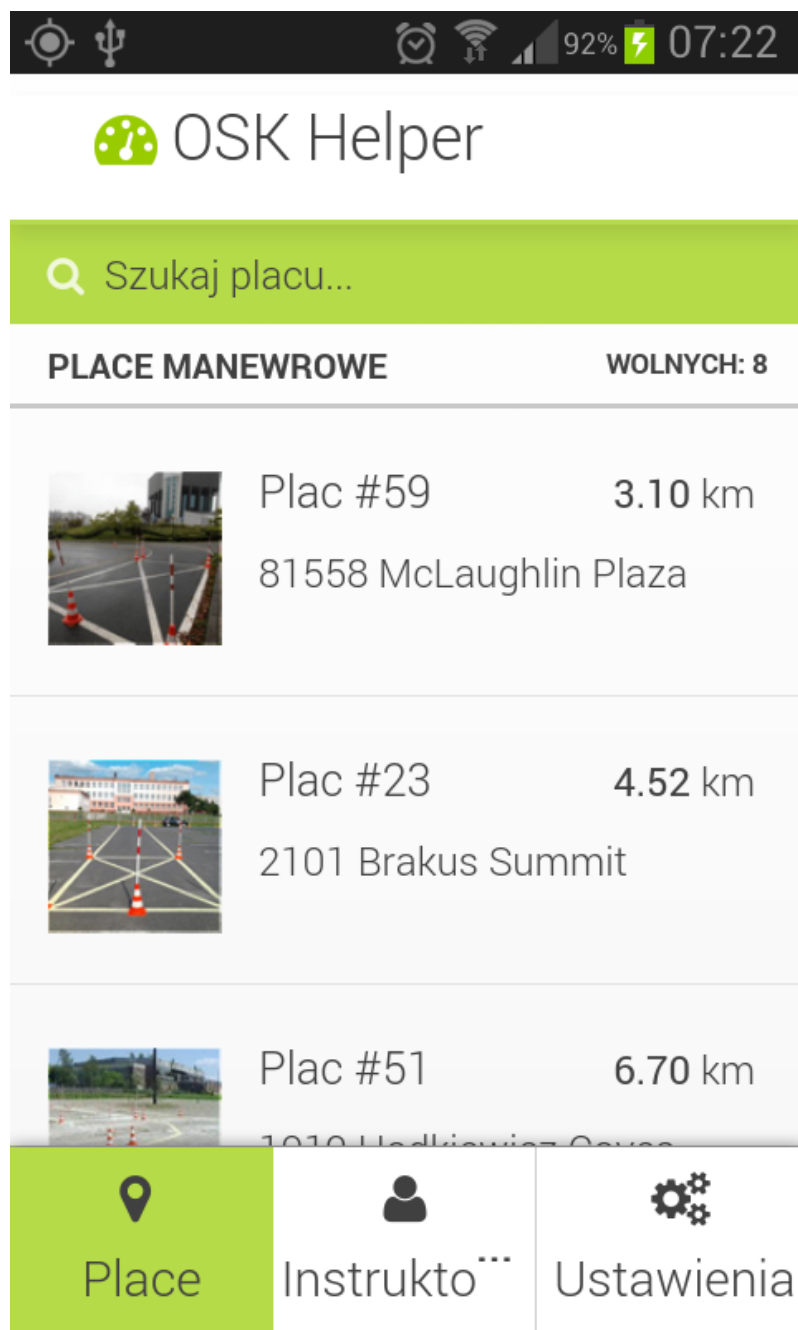 92% 07:22
OSK Helper
Szukaj placu...
PLACE MANEWROWE WOLNYCH: 8
Plac #59 3.10 km
81558 McLaughlin Plaza
Plac #23 4.52 km
2101 Brakus Summit
Plac #51 6.70 km
Place Instrukto... Ustawienia